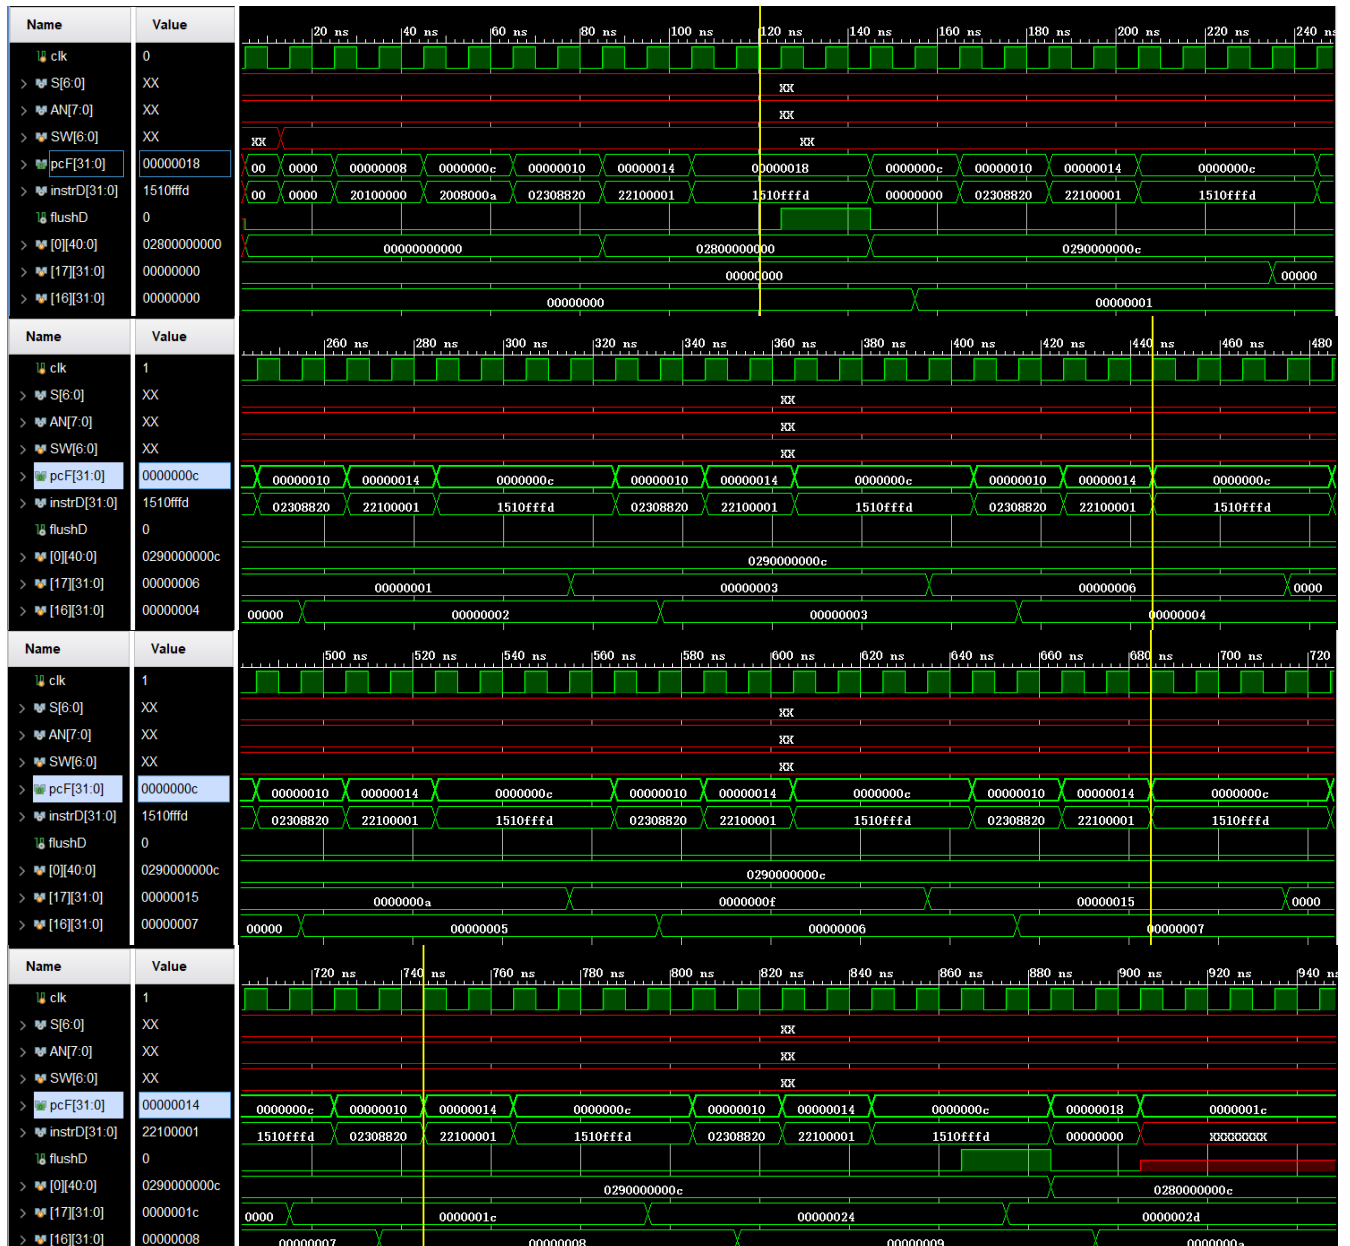 Name Value 20 ns 40 ns 60 ns 80 ns 100 ns 120 ns 140 ns 160 ns 180 ns 200 ns 220 ns 240 ns
clk 0
S[6:0] XX XX
AN[7:0] XX XX
SW[6:0] XX XX XX
pcF[31:0] 00000018 00 0000 00000008 0000000c 00000010 00000014 00000018 0000000c 00000010 00000014 0000000c
instrD[31:0] 1510fffd 00 0000 20100000 2008000a 02308820 22100001 1510fffd 00000000 02308820 22100001 1510fffd
flushD 0
[0][40:0] 02800000000 00000000000 02800000000 0290000000c
[17][31:0] 00000000 00000000 00000
[16][31:0] 00000000 00000000 00000001
Name Value 260 ns 280 ns 300 ns 320 ns 340 ns 360 ns 380 ns 400 ns 420 ns 440 ns 460 ns 480
clk 1
S[6:0] XX XX
AN[7:0] XX XX
SW[6:0] XX XX
pcF[31:0] 0000000c 00000010 00000014 0000000c 00000010 00000014 0000000c 00000010 00000014 0000000c
instrD[31:0] 1510fffd 02308820 22100001 1510fffd 02308820 22100001 1510fffd 02308820 22100001 1510fffd
flushD 0
[0][40:0] 0290000000c 0290000000c
[17][31:0] 00000006 00000001 00000003 00000006 0000
[16][31:0] 00000004 00000 00000002 00000003 00000004
Name Value 500 ns 520 ns 540 ns 560 ns 580 ns 600 ns 620 ns 640 ns 660 ns 680 ns 700 ns 720
clk 1
S[6:0] XX XX
AN[7:0] XX XX
SW[6:0] XX XX
pcF[31:0] 0000000c 00000010 00000014 0000000c 00000010 00000014 0000000c 00000010 00000014 0000000c
instrD[31:0] 1510fffd 02308820 22100001 1510fffd 02308820 22100001 1510fffd 02308820 22100001 1510fffd
flushD 0
[0][40:0] 0290000000c 0290000000c
[17][31:0] 00000015 0000000a 0000000f 00000015 0000
[16][31:0] 00000007 00000 00000005 00000006 00000007
Name Value 720 ns 740 ns 760 ns 780 ns 800 ns 820 ns 840 ns 860 ns 880 ns 900 ns 920 ns 940 ns
clk 1
S[6:0] XX XX
AN[7:0] XX XX
SW[6:0] XX XX
pcF[31:0] 00000014 0000000c 00000010 00000014 0000000c 00000010 00000014 0000000c 00000018 0000001c
instrD[31:0] 22100001 1510fffd 02308820 22100001 1510fffd 02308820 22100001 1510fffd 00000000 XXXXXXXX
flushD 0
[0][40:0] 0290000000c 0290000000c 0280000000c
[17][31:0] 0000001c 0000 0000001c 00000024 0000002d
[16][31:0] 00000008 00000007 00000008 00000009 0000000a